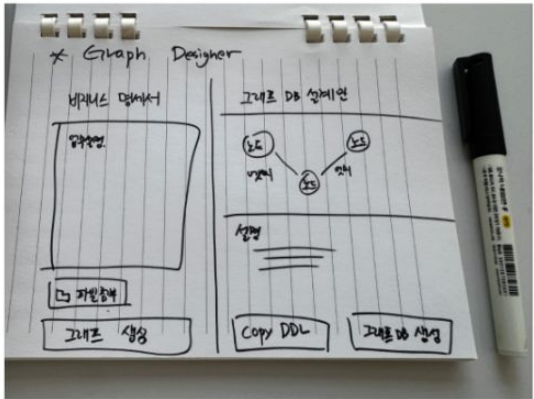 * Graph Designer
비지니스 명세서
업무설명
파일첨부
그래프 생성
그래프 DB 설계안
노드
노드
엣지
엣지
노드
설명
Copy DDL
그래프DB 생성